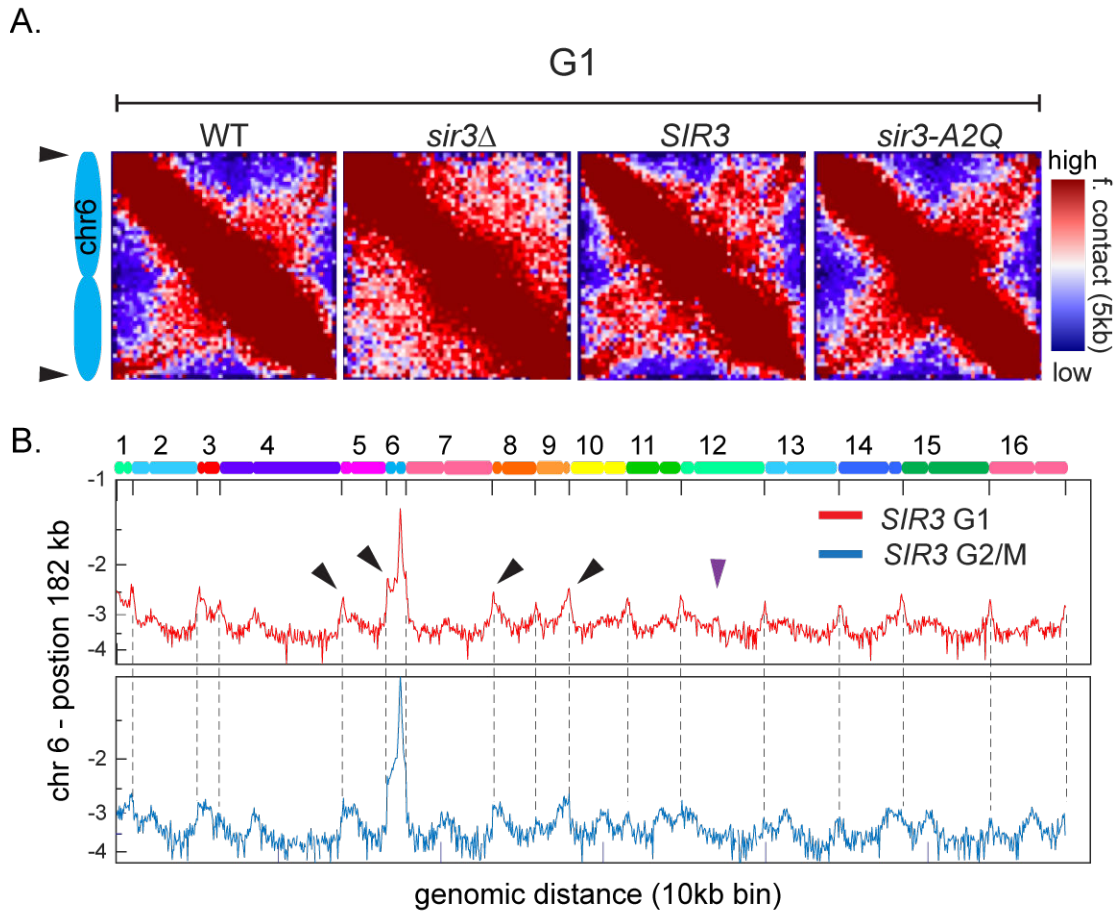 A.
G1
WT sir3Δ SIR3 sir3-A2Q
chr6
high
f. contact (5kb)
low
B.
1 2 3 4 5 6 7 8 9 10 11 12 13 14 15 16
-1
-2
-3
-4
SIR3 G1
SIR3 G2/M
-2
-3
-4
chr 6 - postion 182 kb
genomic distance (10kb bin)